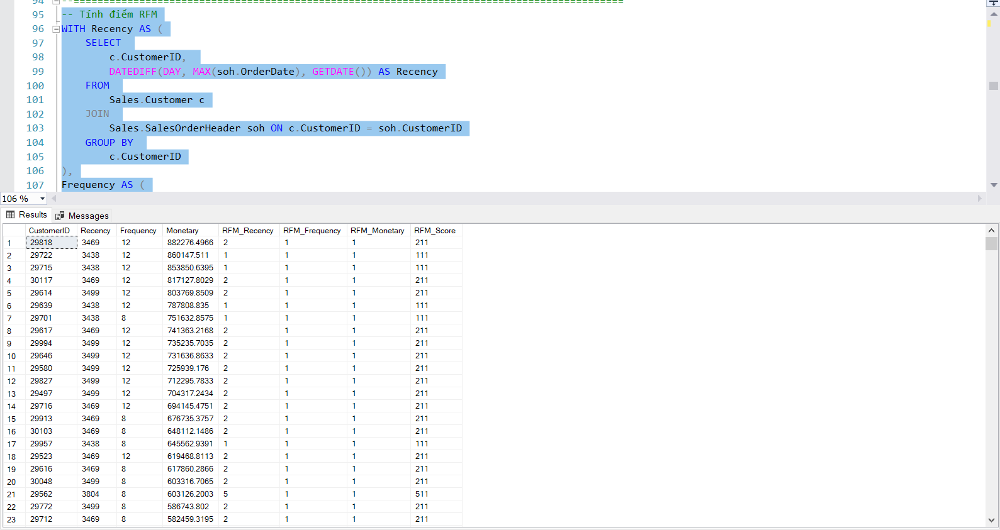 94 --============================================================================================
95 -- Tính điểm RFM
96 WITH Recency AS (
97 SELECT
98 c.CustomerID,
99 DATEDIFF(DAY, MAX(soh.OrderDate), GETDATE()) AS Recency
100 FROM
101 Sales.Customer c
102 JOIN
103 Sales.SalesOrderHeader soh ON c.CustomerID = soh.CustomerID
104 GROUP BY
105 c.CustomerID
106 ),
107 Frequency AS (
106 %
Results Messages
CustomerID Recency Frequency Monetary RFM_Recency RFM_Frequency RFM_Monetary RFM_Score
1 29818 3469 12 882276.4966 2 1 1 211
2 29722 3438 12 860147.511 1 1 1 111
3 29715 3438 12 853850.6395 1 1 1 111
4 30117 3469 12 817127.8029 2 1 1 211
5 29614 3499 12 803769.8509 2 1 1 211
6 29639 3438 12 787808.835 1 1 1 111
7 29701 3438 8 751632.8575 1 1 1 111
8 29617 3469 12 741363.2168 2 1 1 211
9 29994 3499 12 735235.7035 2 1 1 211
10 29646 3499 12 731636.8633 2 1 1 211
11 29580 3499 12 725939.176 2 1 1 211
12 29827 3499 12 712295.7833 2 1 1 211
13 29497 3499 12 704317.2434 2 1 1 211
14 29716 3469 12 694145.4751 2 1 1 211
15 29913 3469 8 676735.3757 2 1 1 211
16 30103 3469 8 648112.1486 2 1 1 211
17 29957 3438 8 645562.9391 1 1 1 111
18 29523 3469 12 619468.8113 2 1 1 211
19 29616 3469 8 617860.2866 2 1 1 211
20 30048 3499 8 603316.7065 2 1 1 211
21 29562 3804 8 603126.2003 5 1 1 511
22 29772 3499 8 586743.802 2 1 1 211
23 29712 3469 8 582459.3195 2 1 1 211